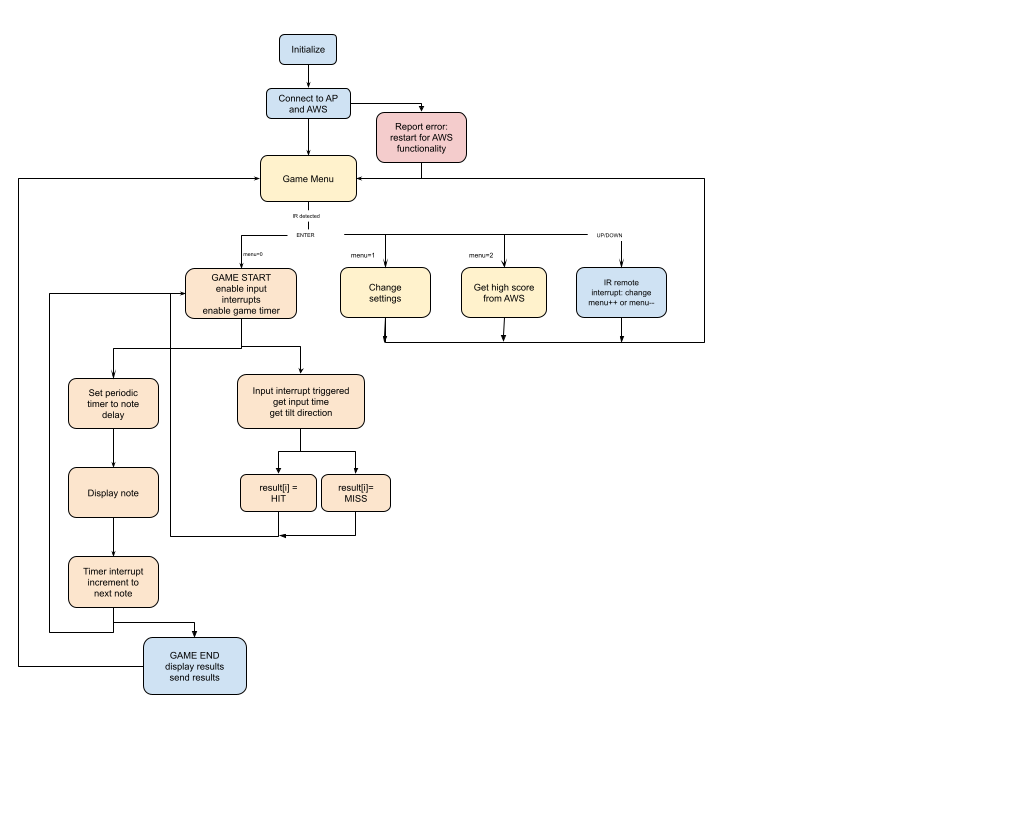 Initialize
Connect to AP
and AWS
Report error:
restart for AWS
functionality
Game Menu
IR detected
ENTER
UP/DOWN
menu=0
menu=1
menu=2
GAME START
enable input
interrupts
enable game timer
Change
settings
Get high score
from AWS
IR remote
interrupt: change
menu++ or menu--
Set periodic
timer to note
delay
Input interrupt triggered
get input time
get tilt direction
Display note
result[i] =
HIT
result[i]=
MISS
Timer interrupt
increment to
next note
GAME END
display results
send results